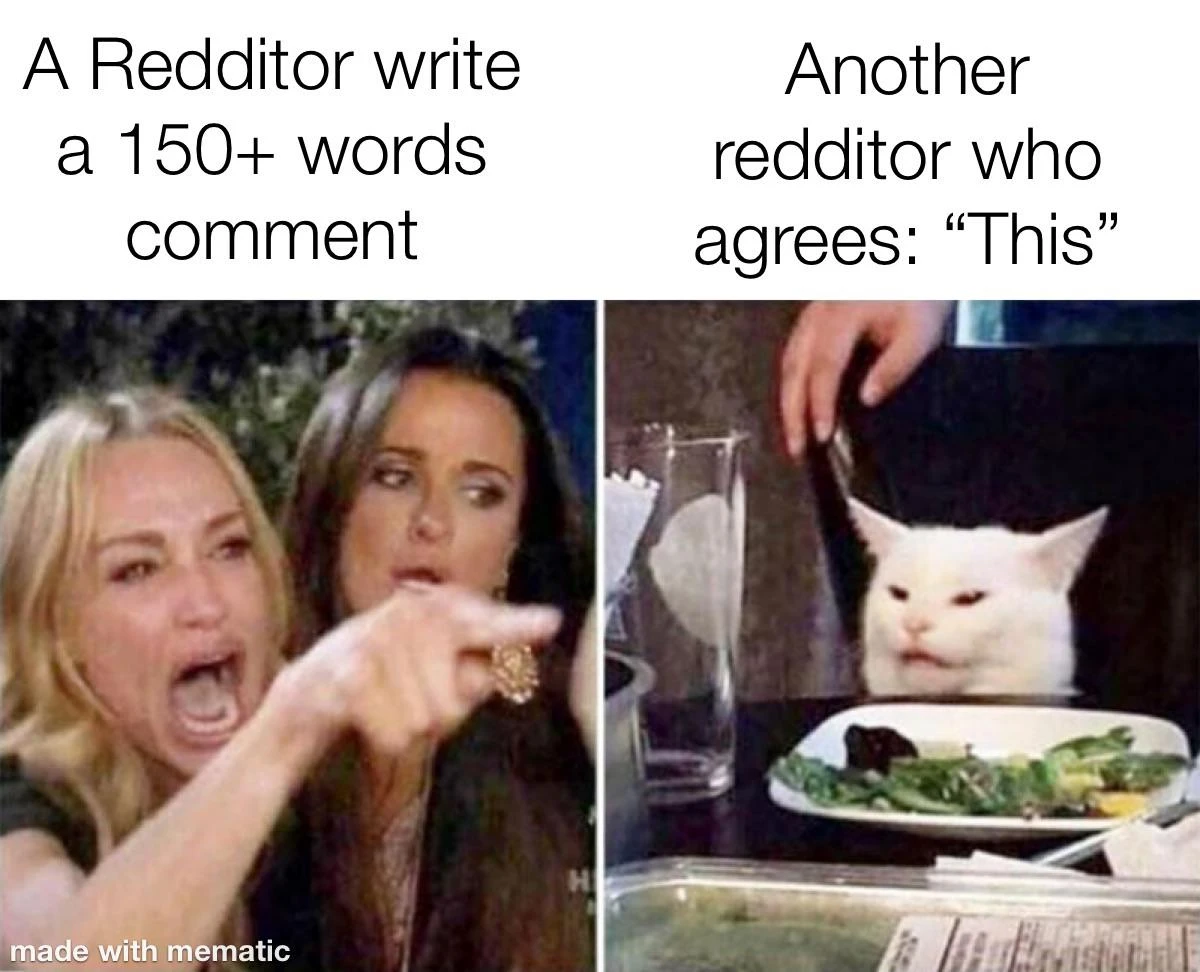 A Redditor write
a 150+ words
comment
Another
redditor who
agrees: “This”
H
made with mematic